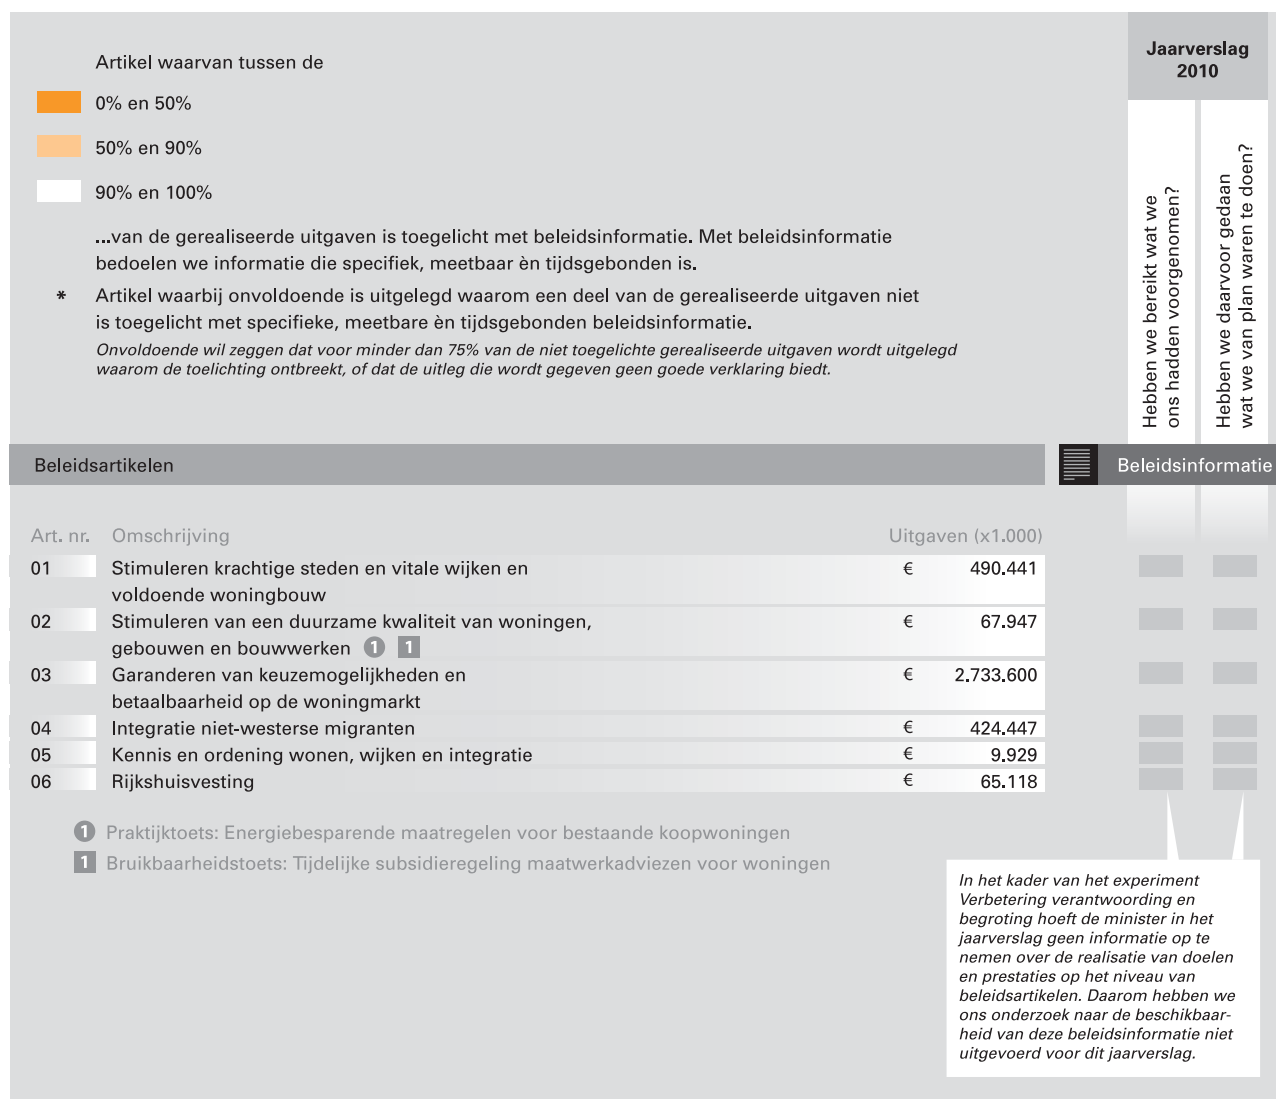 Artikel waarvan tussen de
0% en 50%
50% en 90%
90% en 100%
...van de gerealiseerde uitgaven is toegelicht met beleidsinformatie. Met beleidsinformatie
bedoelen we informatie die specifiek, meetbaar èn tijdsgebonden is.
* Artikel waarbij onvoldoende is uitgelegd waarom een deel van de gerealiseerde uitgaven niet
is toegelicht met specifieke, meetbare èn tijdsgebonden beleidsinformatie.
Onvoldoende wil zeggen dat voor minder dan 75% van de niet toegelichte gerealiseerde uitgaven wordt uitgelegd
waarom de toelichting ontbreekt, of dat de uitleg die wordt gegeven geen goede verklaring biedt.
Jaarverslag
2010
Hebben we bereikt wat we
ons hadden voorgenomen?
Hebben we daarvoor gedaan
wat we van plan waren te doen?
Beleidsartikelen
Beleidsinformatie
Art. nr. Omschrijving Uitgaven (x1.000)
01 Stimuleren krachtige steden en vitale wijken en € 490.441
voldoende woningbouw
02 Stimuleren van een duurzame kwaliteit van woningen, € 67.947
gebouwen en bouwwerken 1 1
03 Garanderen van keuzemogelijkheden en € 2.733.600
betaalbaarheid op de woningmarkt
04 Integratie niet-westerse migranten € 424.447
05 Kennis en ordening wonen, wijken en integratie € 9.929
06 Rijkshuisvesting € 65.118
1 Praktijktoets: Energiebesparende maatregelen voor bestaande koopwoningen
1 Bruikbaarheidstoets: Tijdelijke subsidieregeling maatwerkadviezen voor woningen
In het kader van het experiment
Verbetering verantwoording en
begroting hoeft de minister in het
jaarverslag geen informatie op te
nemen over de realisatie van doelen
en prestaties op het niveau van
beleidsartikelen. Daarom hebben we
ons onderzoek naar de beschikbaar-
heid van deze beleidsinformatie niet
uitgevoerd voor dit jaarverslag.